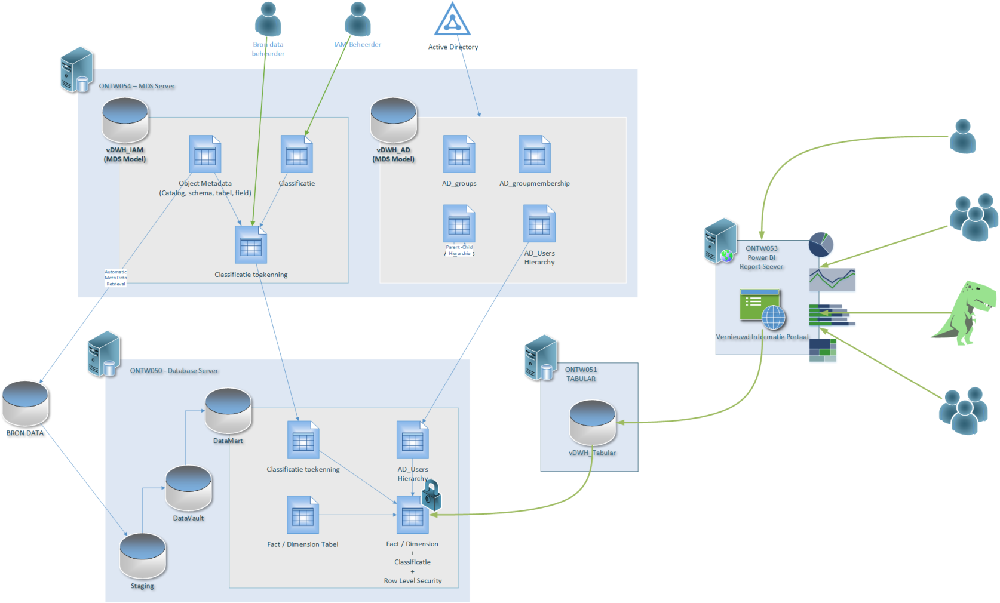 Bron data
beheerder
IAM Beheerder
Active Directory
ONTW054 – MDS Server
vDWH_IAM
(MDS Model)
Object Metadata
(Catalog, schema, tabel, field)
Classificatie
Classificatie toekenning
Automatic
Meta Data
Retrieval
vDWH_AD
(MDS Model)
AD_groups
AD_groupmembership
Parent -Child
Hierarchie
AD_Users
Hierarchy
ONTW053
Power BI
Report Seever
Vernieuwd Informatie Portaal
ONTW050 - Database Server
BRON DATA
DataMart
DataVault
Staging
Classificatie toekenning
AD_Users
Hierarchy
Fact / Dimension Tabel
Fact / Dimension
+
Classificatie
+
Row Level Security
ONTW051
TABULAR
vDWH_Tabular